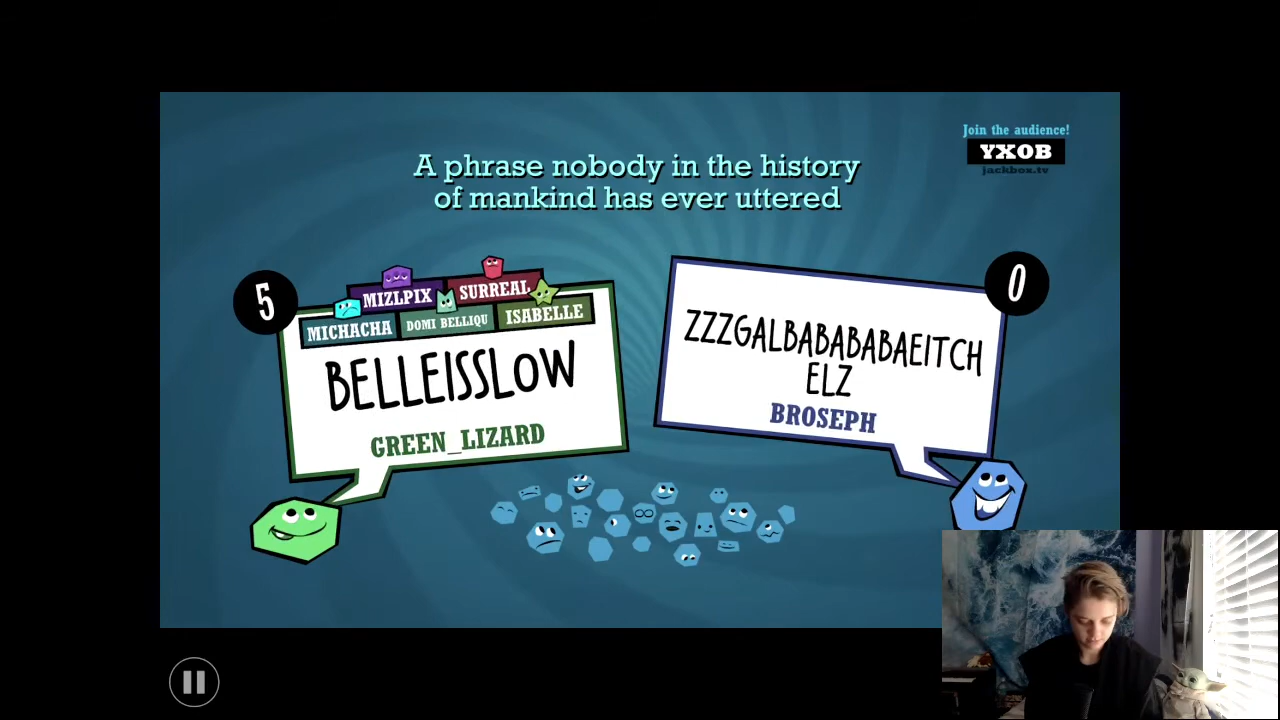 Join the audience!
YXOB
jackbox.tv
A phrase nobody in the history
of mankind has ever uttered
5
MIZLPIX
SURREAL
MICHACHA
DOMI BELLIQU
ISABELLE
BELLEISSLOW
GREEN_LIZARD
0
ZZZGALBABABABAEITCH
ELZ
BROSEPH